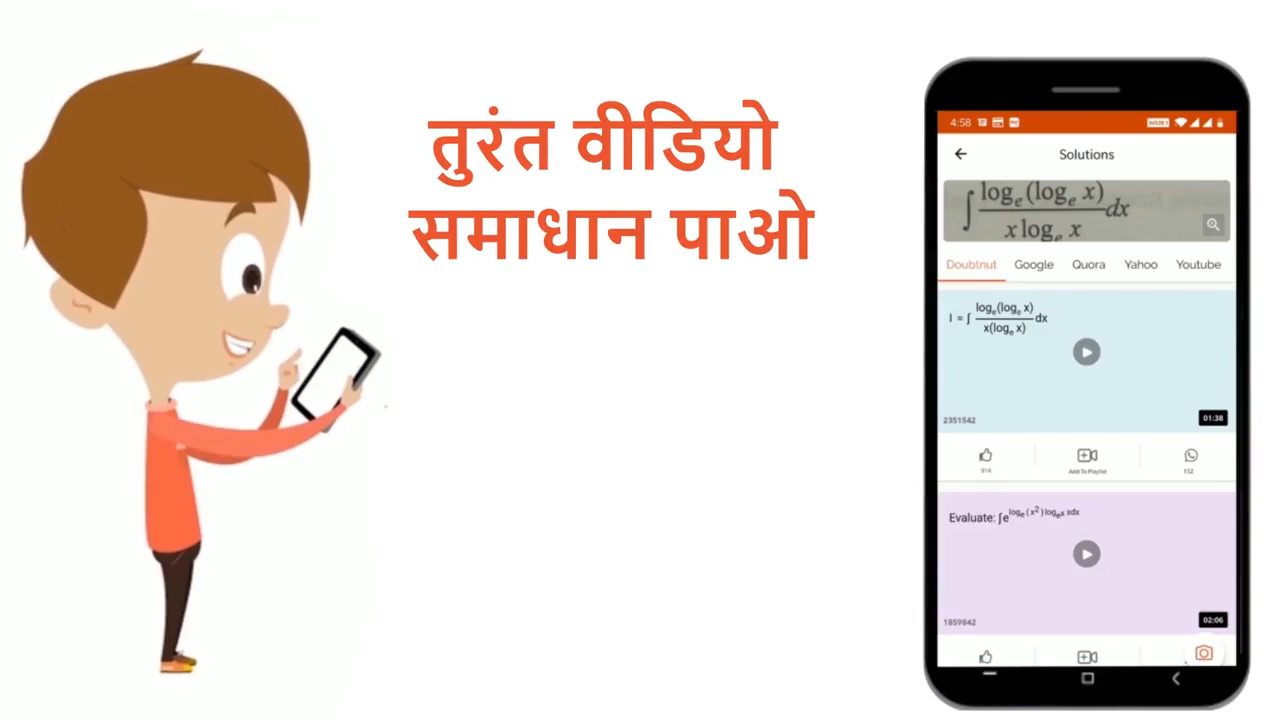 तुरंत वीडियो
समाधान पाओ
4:58
Solutions
∫ logₑ(logₑ x) / x logₑ x dx
Doubtnut Google Quora Yahoo Youtube
I = ∫ logₑ(logₑ x) / x(logₑ x) dx
2351542
01:38
914
Add To Playlist
152
Evaluate: ∫e^logₑ(x²) logₑx xdx
1859842
02:06